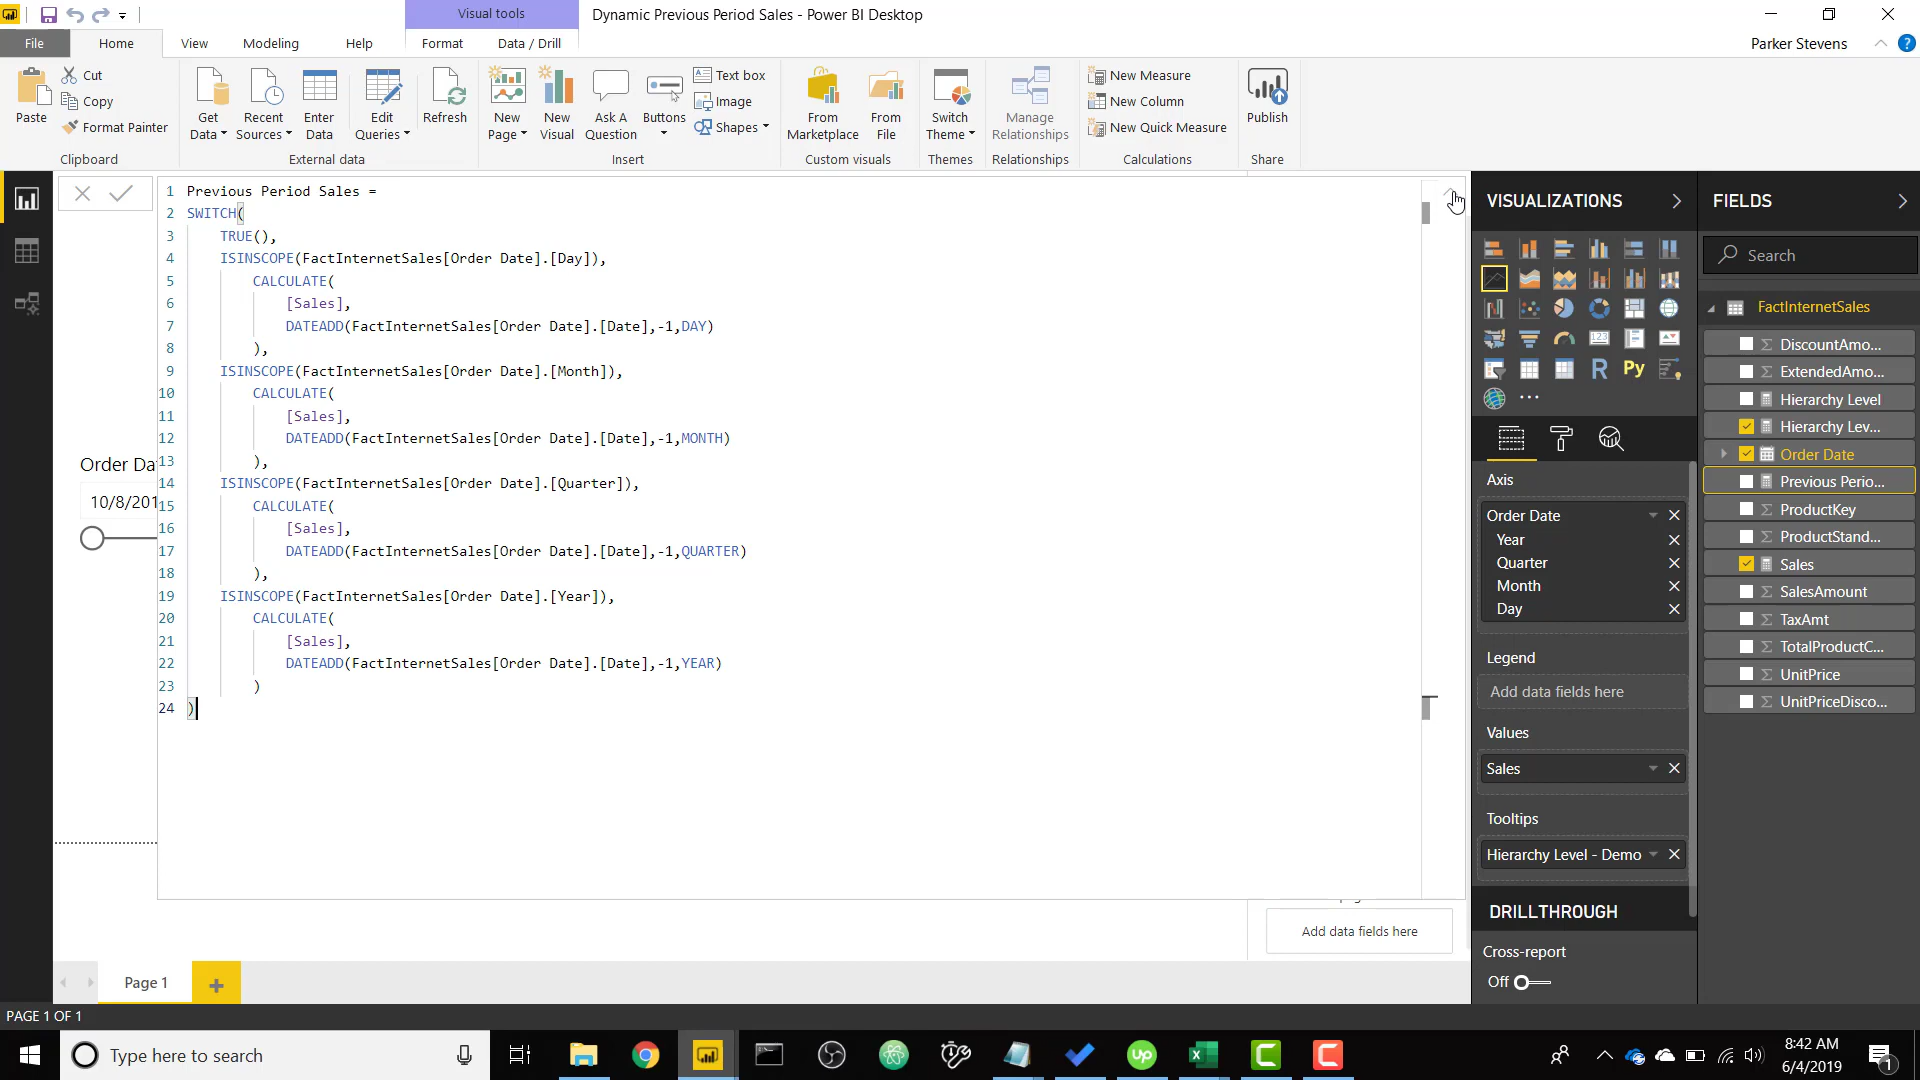 Visual tools
Dynamic Previous Period Sales - Power BI Desktop
File
Home
View
Modeling
Help
Format
Data / Drill
Parker Stevens
Paste
Cut
Copy
Format Painter
Clipboard
Get Data
Recent Sources
Enter Data
Edit Queries
Refresh
External data
New Page
New Visual
Ask A Question
Buttons
Text box
Image
Shapes
Insert
From Marketplace
From File
Custom visuals
Switch Theme
Themes
Manage Relationships
Relationships
New Measure
New Column
New Quick Measure
Calculations
Publish
Share
1 Previous Period Sales =
2 SWITCH(
3 TRUE(),
4 ISINSCOPE(FactInternetSales[Order Date].[Day]),
5 CALCULATE(
6 [Sales],
7 DATEADD(FactInternetSales[Order Date].[Date],-1,DAY)
8 ),
9 ISINSCOPE(FactInternetSales[Order Date].[Month]),
10 CALCULATE(
11 [Sales],
12 DATEADD(FactInternetSales[Order Date].[Date],-1,MONTH)
13 ),
14 ISINSCOPE(FactInternetSales[Order Date].[Quarter]),
15 CALCULATE(
16 [Sales],
17 DATEADD(FactInternetSales[Order Date].[Date],-1,QUARTER)
18 ),
19 ISINSCOPE(FactInternetSales[Order Date].[Year]),
20 CALCULATE(
21 [Sales],
22 DATEADD(FactInternetSales[Order Date].[Date],-1,YEAR)
23 )
24 )
Order Da
10/8/201
Add data fields here
VISUALIZATIONS
R
Py
123
Axis
Order Date
Year
Quarter
Month
Day
Legend
Add data fields here
Values
Sales
Tooltips
Hierarchy Level - Demo
DRILLTHROUGH
Cross-report
Off
FIELDS
Search
FactInternetSales
DiscountAmo...
ExtendedAmo...
Hierarchy Level
Hierarchy Lev...
Order Date
Previous Perio...
ProductKey
ProductStand...
Sales
SalesAmount
TaxAmt
TotalProductC...
UnitPrice
UnitPriceDisco...
Page 1
PAGE 1 OF 1
Type here to search
Up
8:42 AM
6/4/2019
1